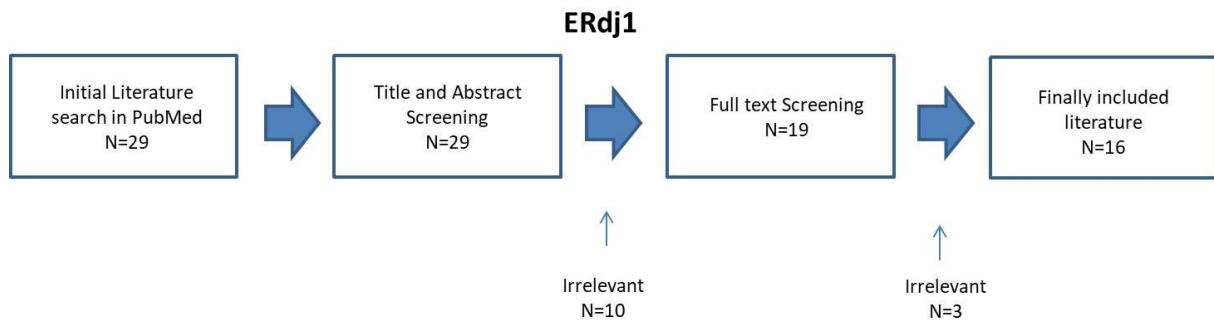 ERdj1
Initial Literature
search in PubMed
N=29
Title and Abstract
Screening
N=29
Full text Screening
N=19
Finally included
literature
N=16
Irrelevant
N=10
Irrelevant
N=3